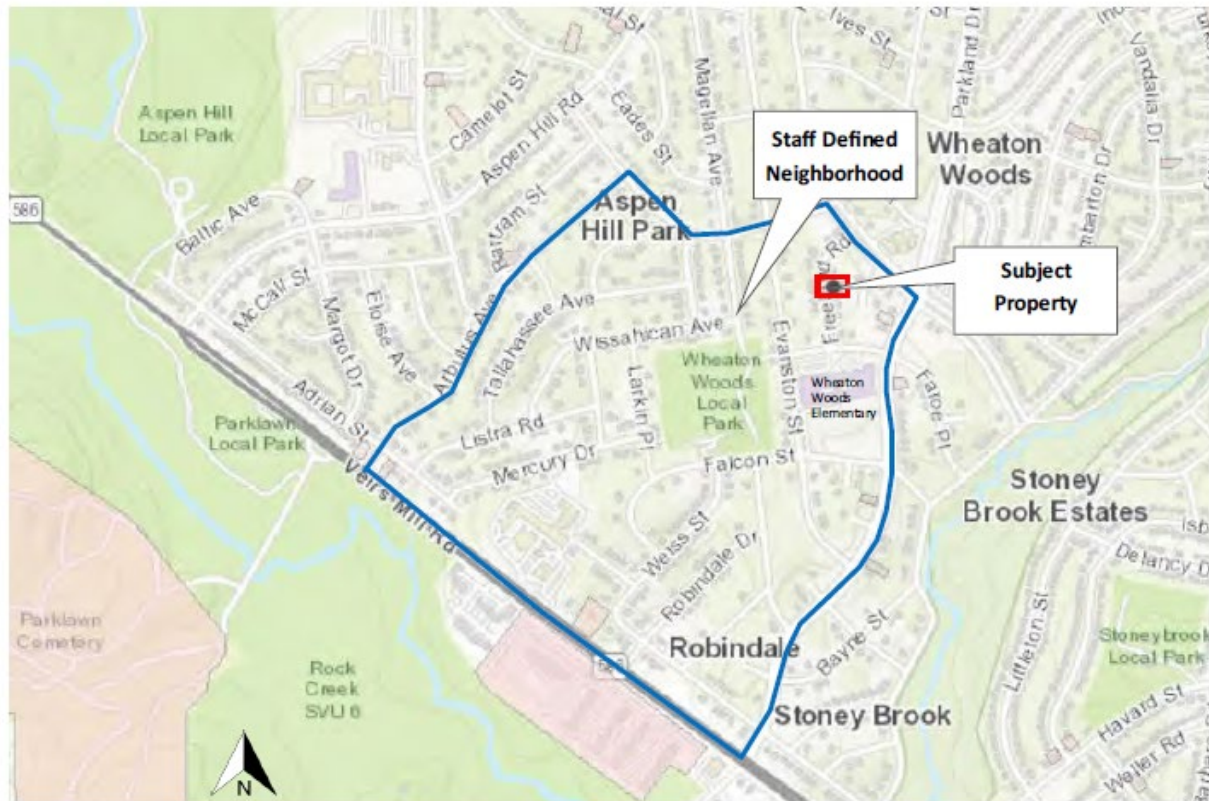 Ives St
Parkland Dr
Vandalia Dr
Magellan Ave
Camelot St
Eades St
Aspen Hill Rd
Aspen Hill
Local Park
Staff Defined
Neighborhood
Wheaton
Woods
586
Baltic Ave
Bartram St
Aspen
Hill Park
Subject
Property
McCall St
Margot Dr
Eloise Ave
Arbutus Ave
Tallahassee Ave
Wissahican Ave
Evanston St
Wheaton
Woods
Local
Park
Wheaton
Woods
Elementary
Faroe Pl
Larkin Pl
Adrian St
Listra Rd
Mercury Dr
Falcon St
Parklawn
Local Park
Veirs Mill Rd
Stoney
Brook Estates
Weiss St
Robindale Dr
Delancy D
Parklawn
Cemetery
Littleton St
Robindale
Bayne St
Stoneybrook
Local Park
Rock
Creek
SVU 6
Stoney Brook
Havard St
Weller Rd
N